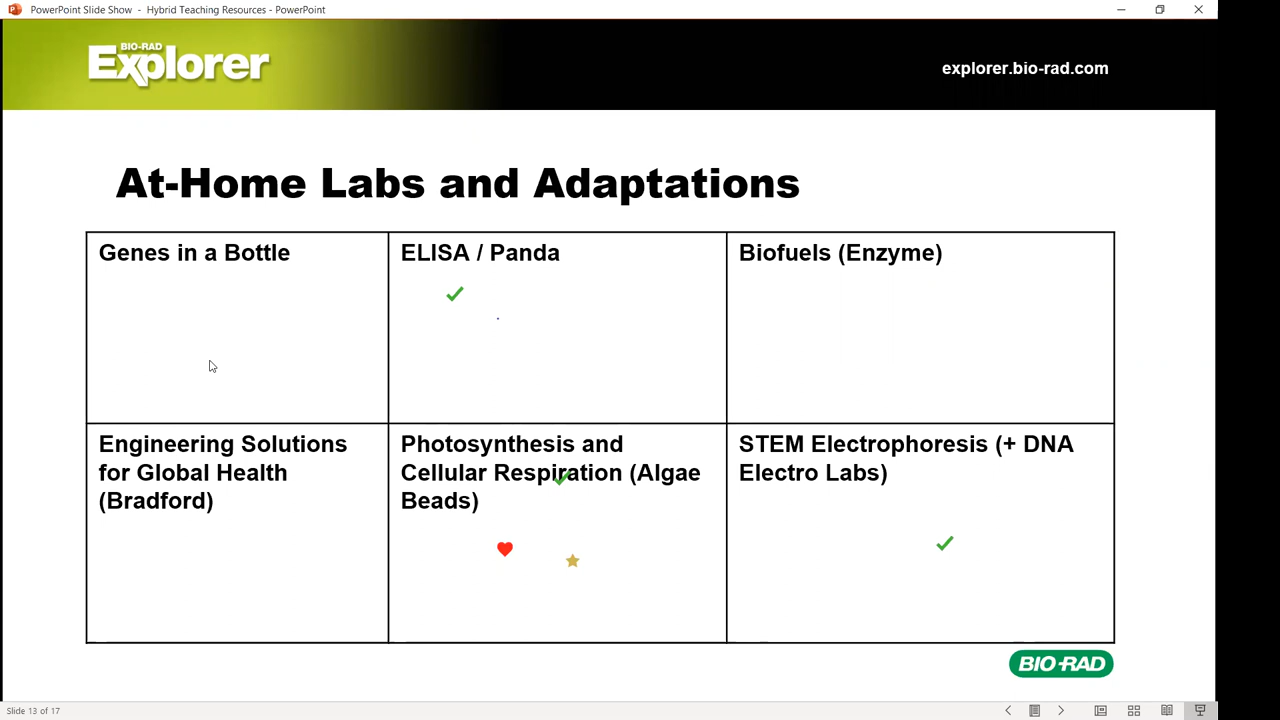 PowerPoint Slide Show - Hybrid Teaching Resources - PowerPoint
BIO-RAD
Explorer
explorer.bio-rad.com
At-Home Labs and Adaptations
Genes in a Bottle
ELISA / Panda
Biofuels (Enzyme)
Engineering Solutions
for Global Health
(Bradford)
Photosynthesis and
Cellular Respiration (Algae
Beads)
STEM Electrophoresis (+ DNA
Electro Labs)
BIO-RAD
Slide 13 of 17